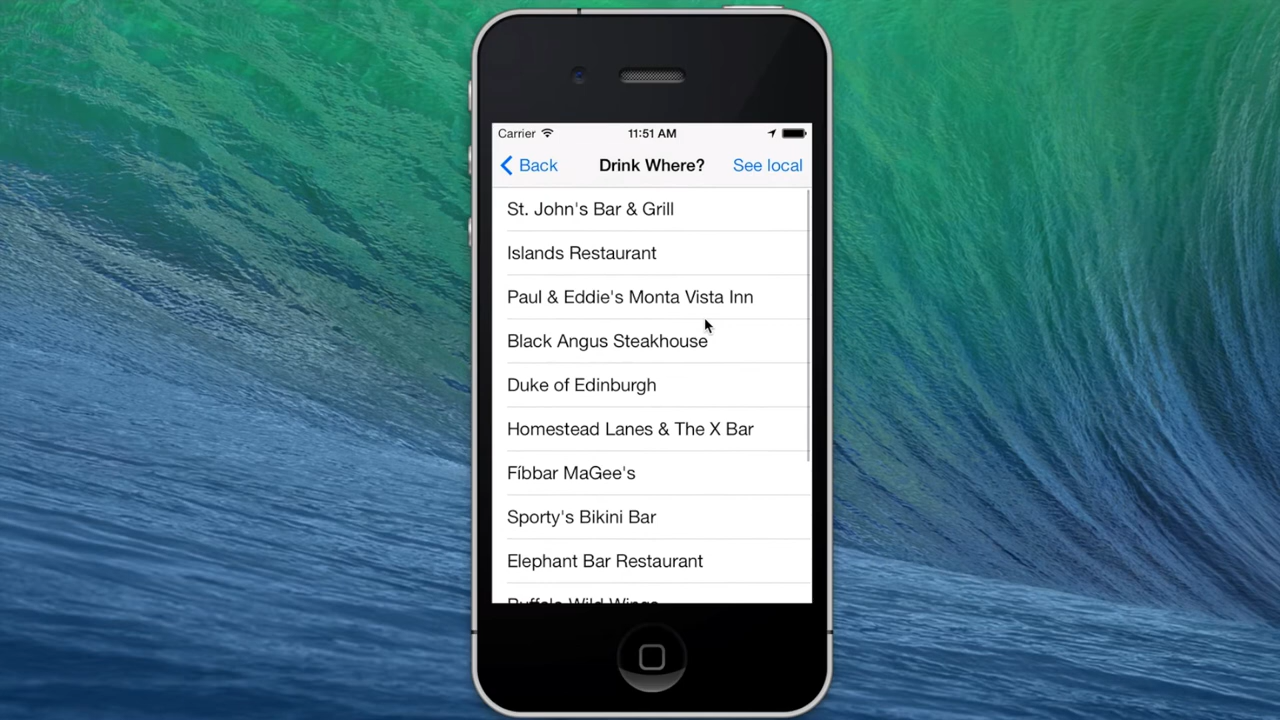 Carrier
11:51 AM
Back
Drink Where?
See local
St. John's Bar & Grill
Islands Restaurant
Paul & Eddie's Monta Vista Inn
Black Angus Steakhouse
Duke of Edinburgh
Homestead Lanes & The X Bar
Fíbbar MaGee's
Sporty's Bikini Bar
Elephant Bar Restaurant
Buffalo Wild Wings